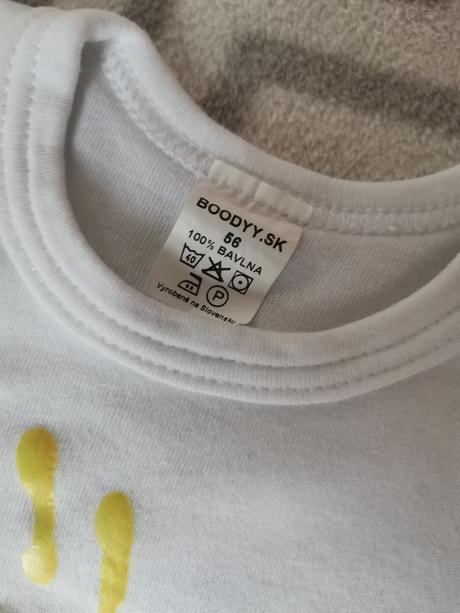 BOODYY.SK
56
100% BAVLNA
40
P
Vyrobené na Slovensku